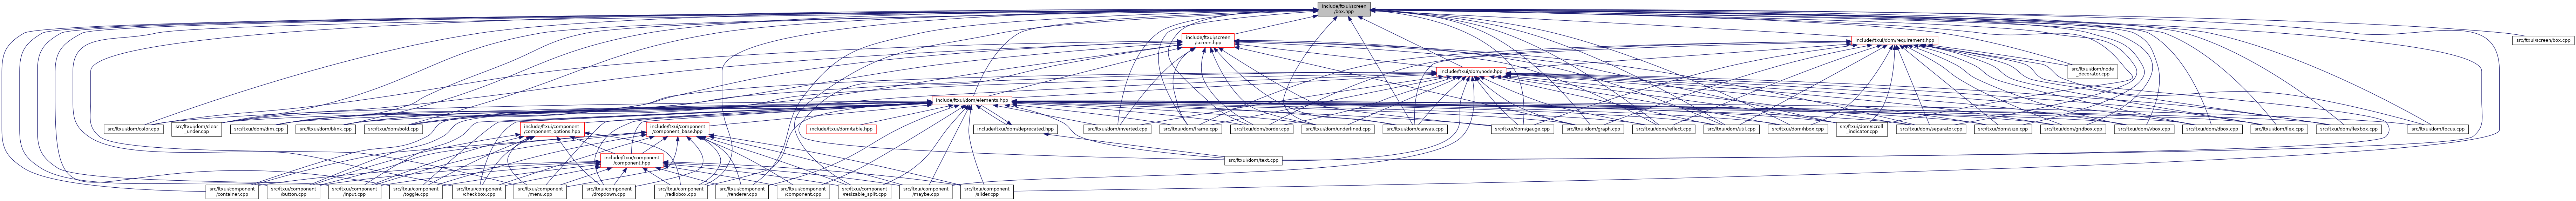 include/ftxui/screen
/box.hpp
include/ftxui/screen
/screen.hpp
include/ftxui/dom/requirement.hpp
src/ftxui/screen/box.cpp
include/ftxui/dom/node.hpp
src/ftxui/dom/node
_decorator.cpp
include/ftxui/dom/elements.hpp
src/ftxui/dom/color.cpp
src/ftxui/dom/clear
_under.cpp
src/ftxui/dom/dim.cpp
src/ftxui/dom/blink.cpp
src/ftxui/dom/bold.cpp
include/ftxui/component
/component_options.hpp
include/ftxui/component
/component_base.hpp
include/ftxui/dom/table.hpp
include/ftxui/dom/deprecated.hpp
src/ftxui/dom/inverted.cpp
src/ftxui/dom/frame.cpp
src/ftxui/dom/border.cpp
src/ftxui/dom/underlined.cpp
src/ftxui/dom/canvas.cpp
src/ftxui/dom/gauge.cpp
src/ftxui/dom/graph.cpp
src/ftxui/dom/reflect.cpp
src/ftxui/dom/util.cpp
src/ftxui/dom/hbox.cpp
src/ftxui/dom/scroll
_indicator.cpp
src/ftxui/dom/separator.cpp
src/ftxui/dom/size.cpp
src/ftxui/dom/gridbox.cpp
src/ftxui/dom/vbox.cpp
src/ftxui/dom/dbox.cpp
src/ftxui/dom/flex.cpp
src/ftxui/dom/flexbox.cpp
src/ftxui/dom/focus.cpp
include/ftxui/component
/component.hpp
src/ftxui/dom/text.cpp
src/ftxui/component
/container.cpp
src/ftxui/component
/button.cpp
src/ftxui/component
/input.cpp
src/ftxui/component
/toggle.cpp
src/ftxui/component
/checkbox.cpp
src/ftxui/component
/menu.cpp
src/ftxui/component
/dropdown.cpp
src/ftxui/component
/radiobox.cpp
src/ftxui/component
/renderer.cpp
src/ftxui/component
/component.cpp
src/ftxui/component
/resizable_split.cpp
src/ftxui/component
/maybe.cpp
src/ftxui/component
/slider.cpp